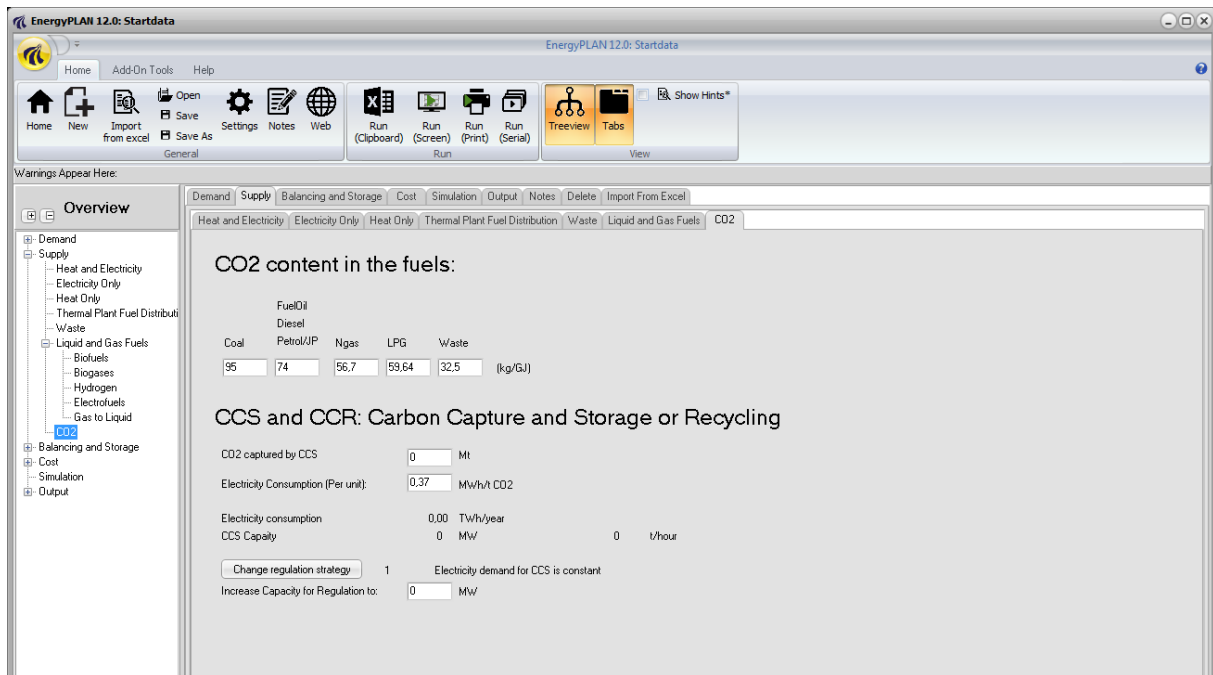 EnergyPLAN 12.0: Startdata
EnergyPLAN 12.0: Startdata
Home Add-On Tools Help
Home
New
Import
from excel
Open
Save
Save As
Settings
Notes
Web
General
Run
(Clipboard)
Run
(Screen)
Run
(Print)
Run
(Serial)
Run
Treeview
Tabs
Show Hints*
View
Warnings Appear Here:
Overview
Demand
Supply
Heat and Electricity
Electricity Only
Heat Only
Thermal Plant Fuel Distributi
Waste
Liquid and Gas Fuels
Biofuels
Biogases
Hydrogen
Electrofuels
Gas to Liquid
CO2
Balancing and Storage
Cost
Simulation
Output
Demand Supply Balancing and Storage Cost Simulation Output Notes Delete Import From Excel
Heat and Electricity Electricity Only Heat Only Thermal Plant Fuel Distribution Waste Liquid and Gas Fuels CO2
CO2 content in the fuels:
FuelOil
Diesel
Coal Petrol/JP Ngas LPG Waste
95 74 56,7 59,64 32,5 (kg/GJ)
CCS and CCR: Carbon Capture and Storage or Recycling
CO2 captured by CCS 0 Mt
Electricity Consumption (Per unit): 0,37 MWh/t CO2
Electricity consumption 0,00 TWh/year
CCS Capaity 0 MW 0 t/hour
Change regulation strategy 1 Electricity demand for CCS is constant
Increase Capacity for Regulation to: 0 MW